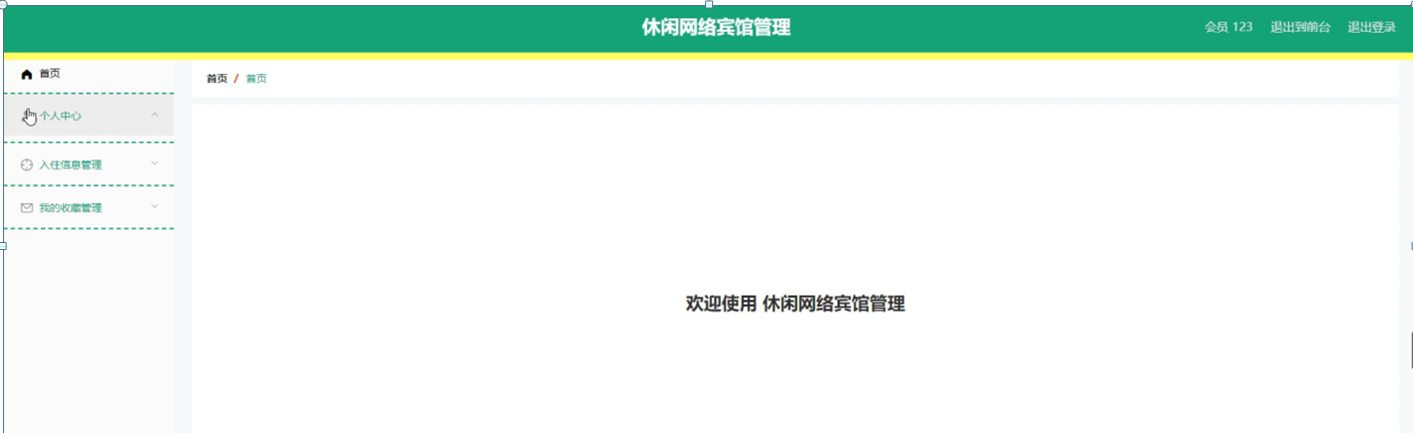 休闲网络宾馆管理
会员 123 退出到前台 退出登录
首页
首页 / 首页
个人中心
入住信息管理
我的收藏管理
欢迎使用 休闲网络宾馆管理